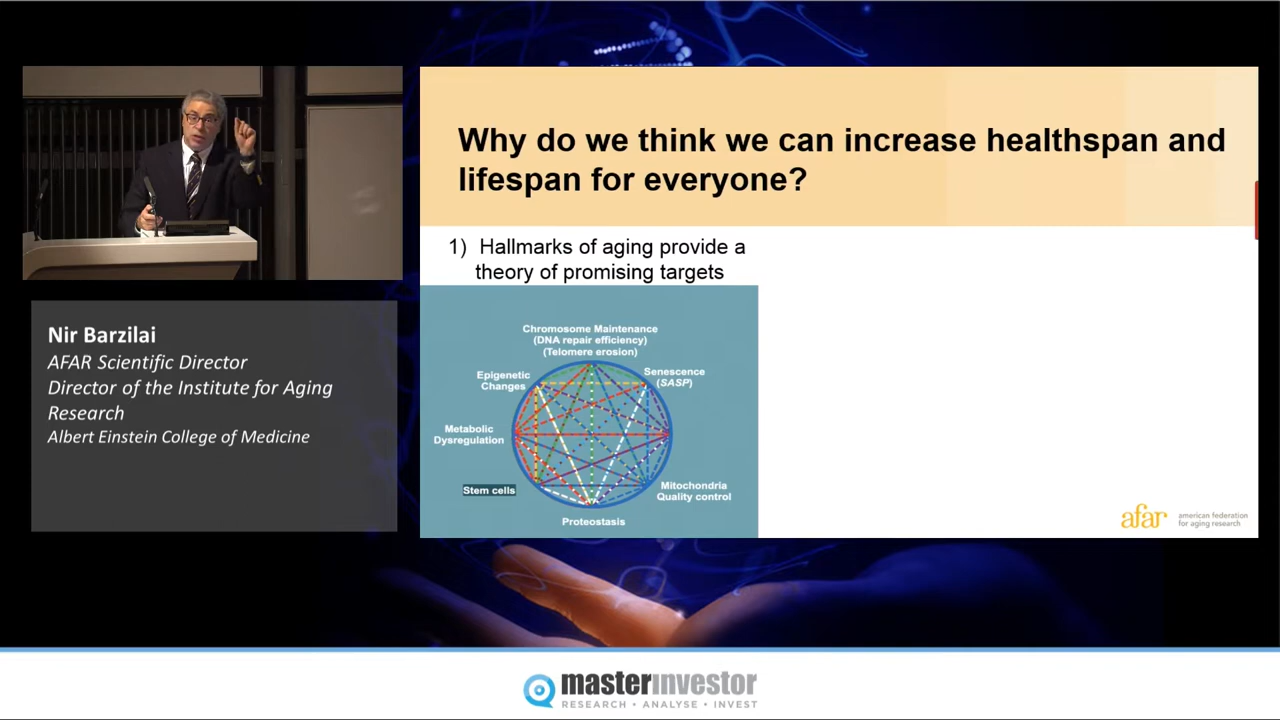 Why do we think we can increase healthspan and
lifespan for everyone?
1) Hallmarks of aging provide a
theory of promising targets
Chromosome Maintenance
(DNA repair efficiency)
(Telomere erosion)
Epigenetic
Changes
Senescence
(SASP)
Metabolic
Dysregulation
Stem cells
Mitochondria
Quality control
Proteostasis
afar
american federation
for aging research
Nir Barzilai
AFAR Scientific Director
Director of the Institute for Aging
Research
Albert Einstein College of Medicine
masterinvestor
RESEARCH • ANALYSE • INVEST